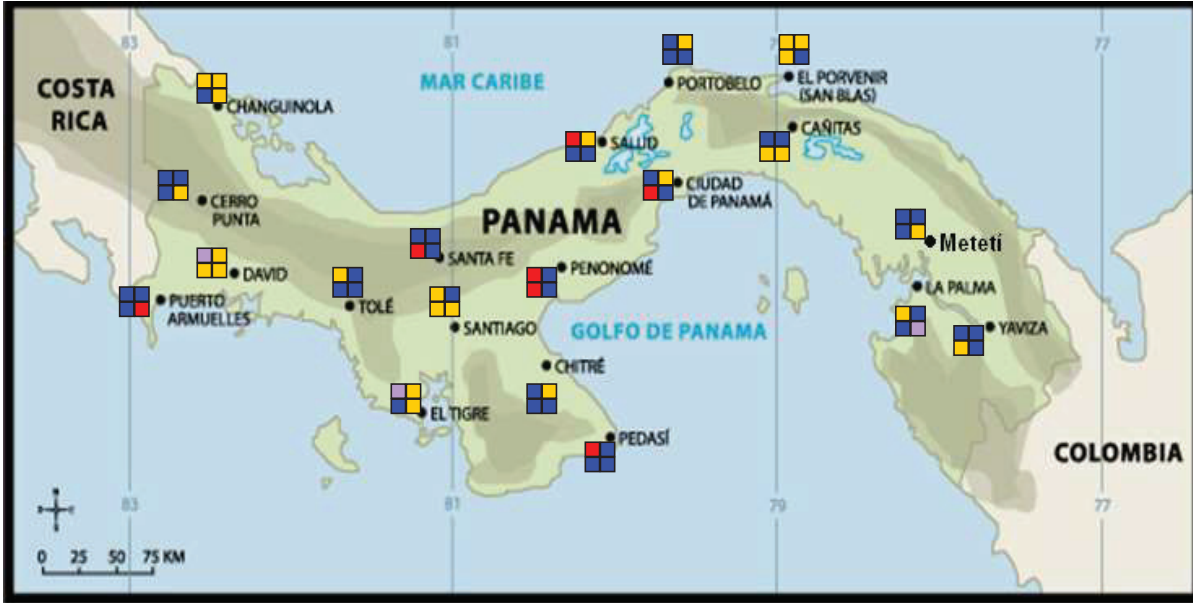 83
81
79
77
COSTA
RICA
MAR CARIBE
PORTOBELO
EL PORVENIR
(SAN BLAS)
CHANGUINOLA
SALUD
CAÑITAS
CERRO
PUNTA
CIUDAD
DE PANAMÁ
PANAMA
Metetí
SANTA FE
PENONOMÉ
DAVID
LA PALMA
PUERTO
ARMUELLES
TOLÉ
SANTIAGO
GOLFO DE PANAMA
YAVIZA
CHITRÉ
EL TIGRE
PEDASÍ
COLOMBIA
83
81
79
77
0 25 50 75 KM